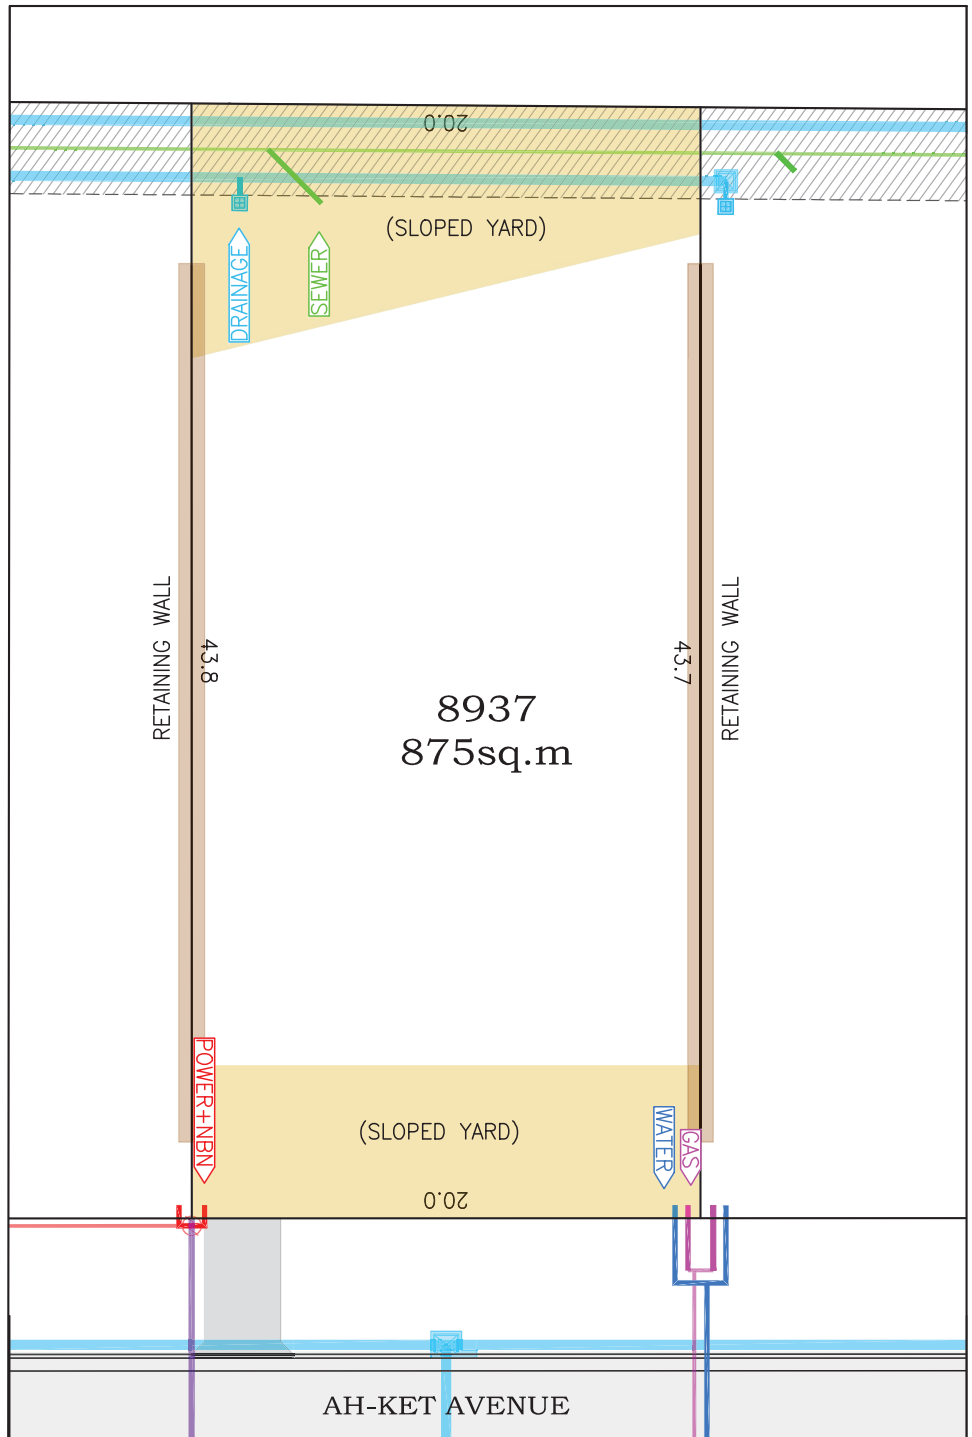 20.0
(SLOPED YARD)
DRAINAGE
SEWER
RETAINING WALL
43.8
43.7
RETAINING WALL
8937
875sq.m
POWER+NBN
(SLOPED YARD)
WATER
GAS
20.0
AH-KET AVENUE